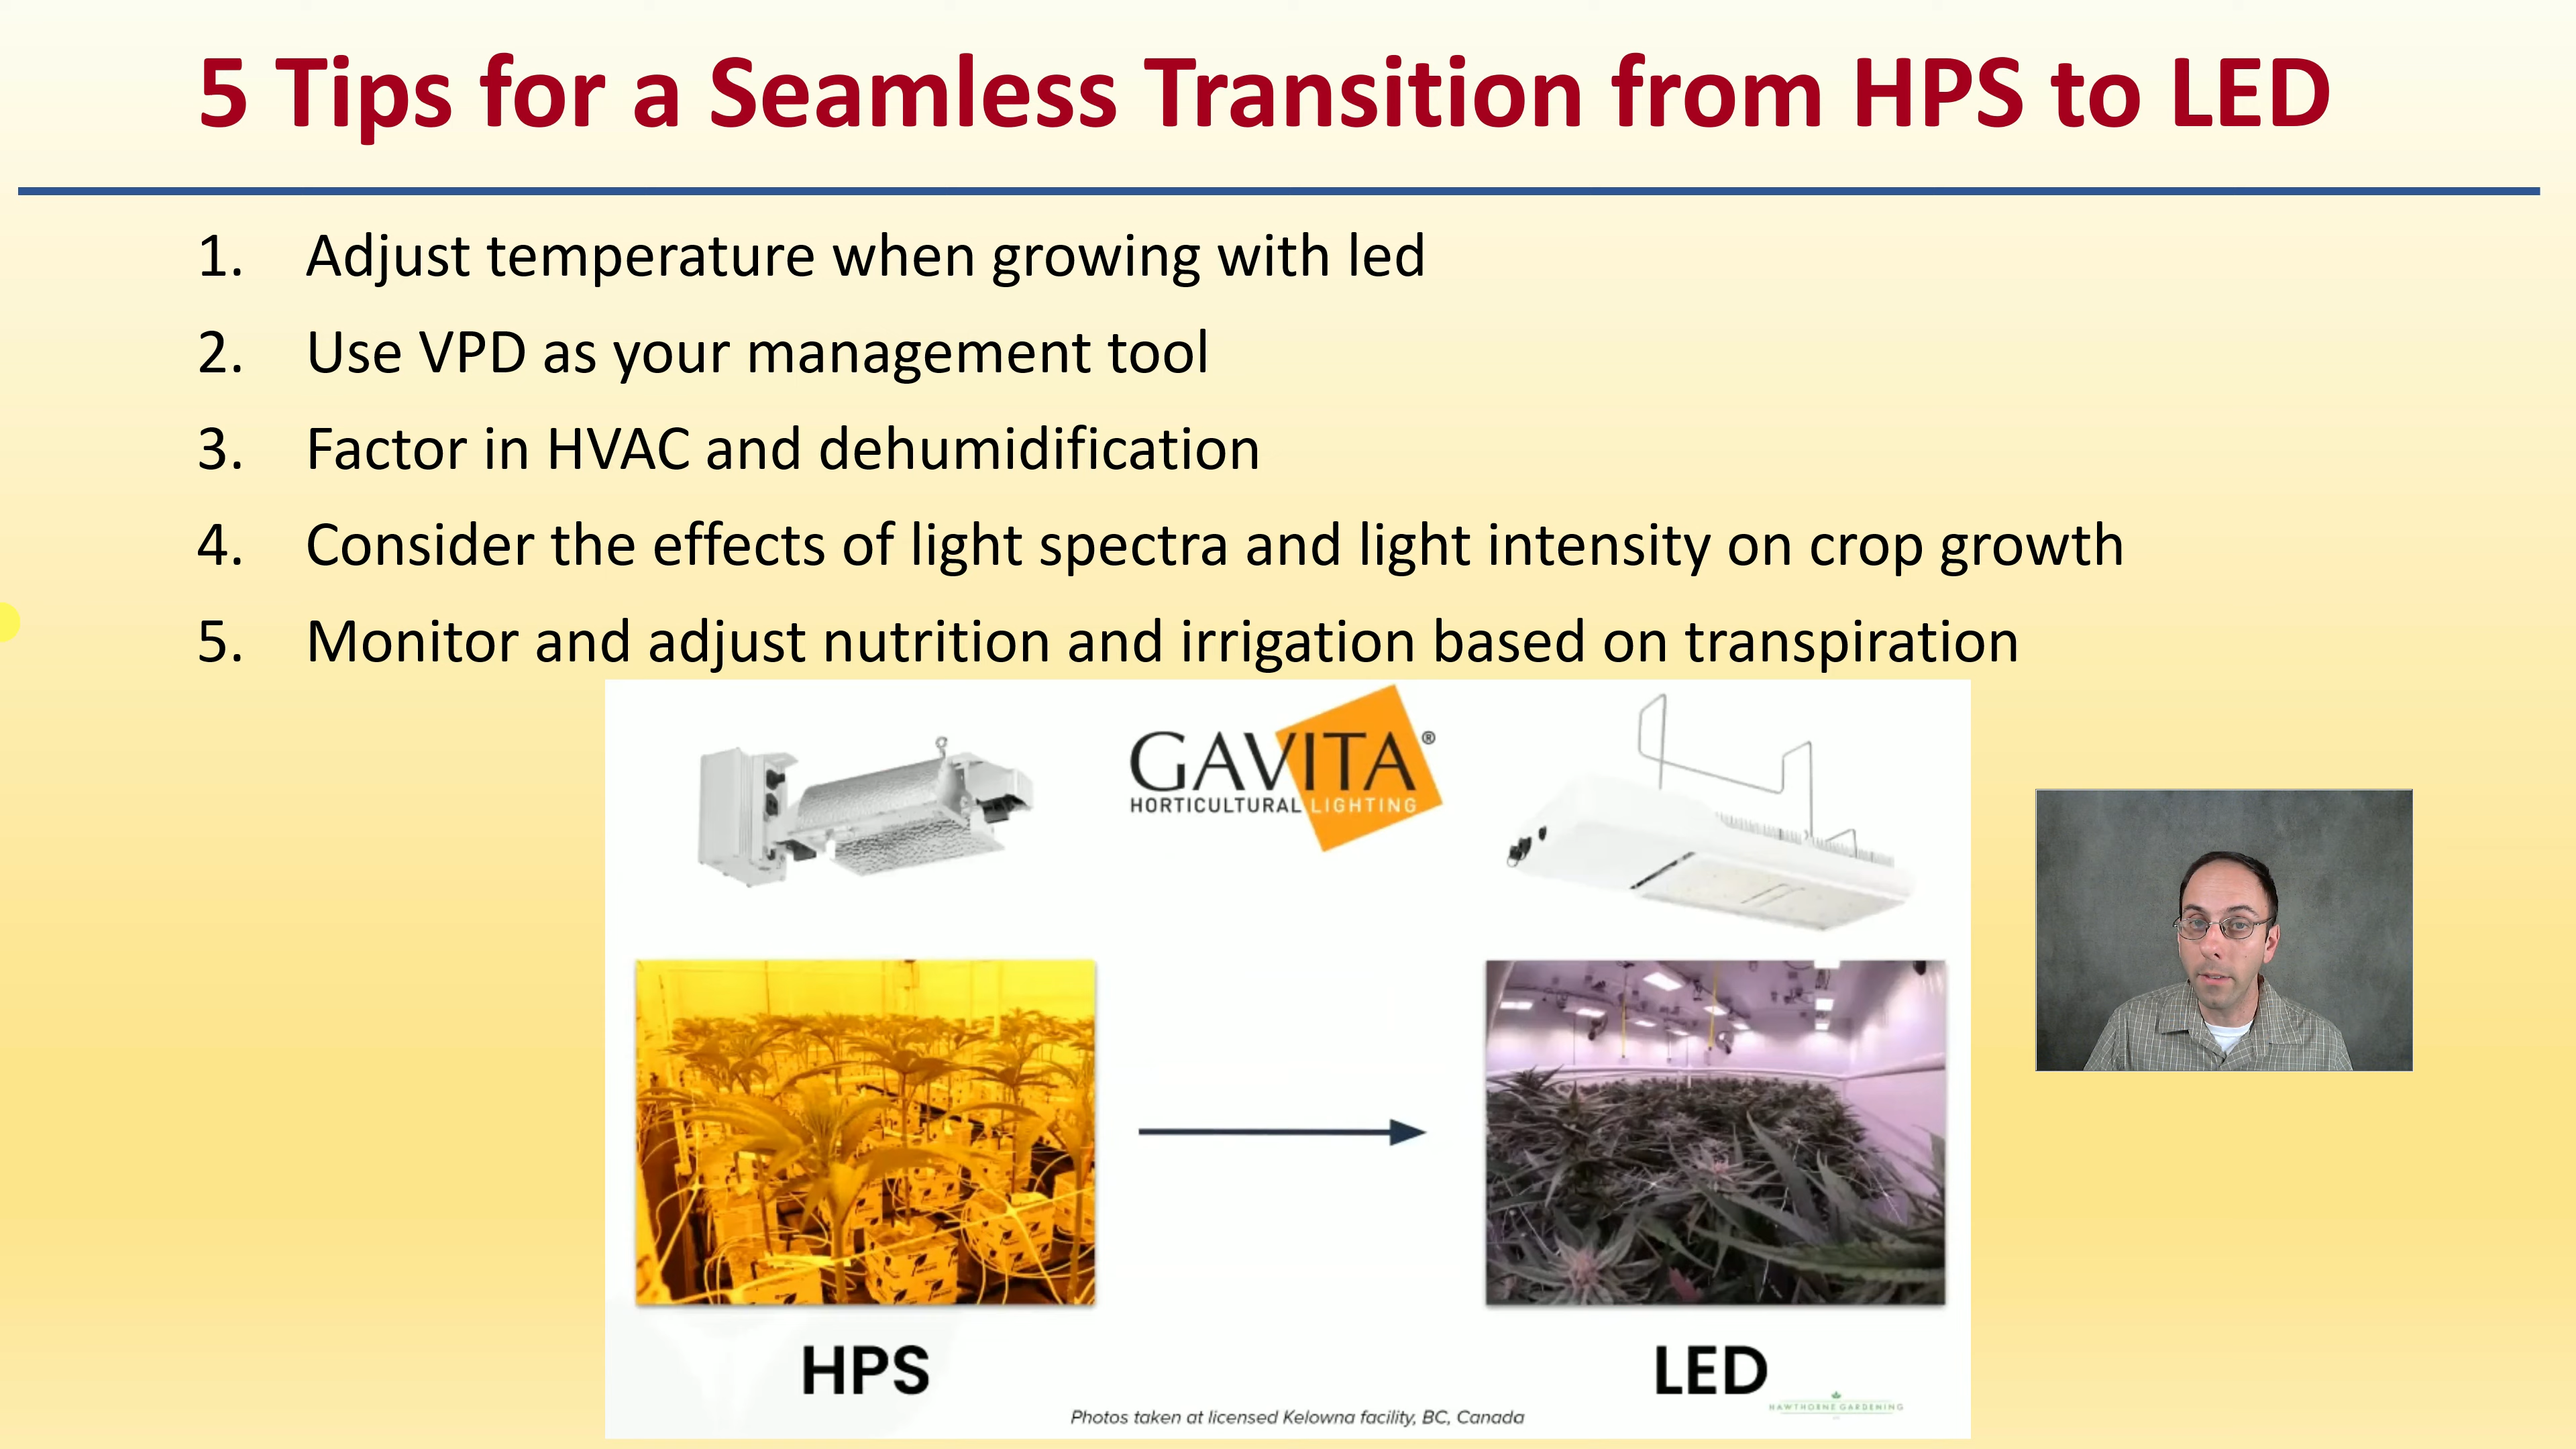 5 Tips for a Seamless Transition from HPS to LED
1. Adjust temperature when growing with led
2. Use VPD as your management tool
3. Factor in HVAC and dehumidification
4. Consider the effects of light spectra and light intensity on crop growth
5. Monitor and adjust nutrition and irrigation based on transpiration
GAVITA®
HORTICULTURAL LIGHTING
HPS
LED
HAWTHORNE GARDENING
Photos taken at licensed Kelowna facility, BC, Canada